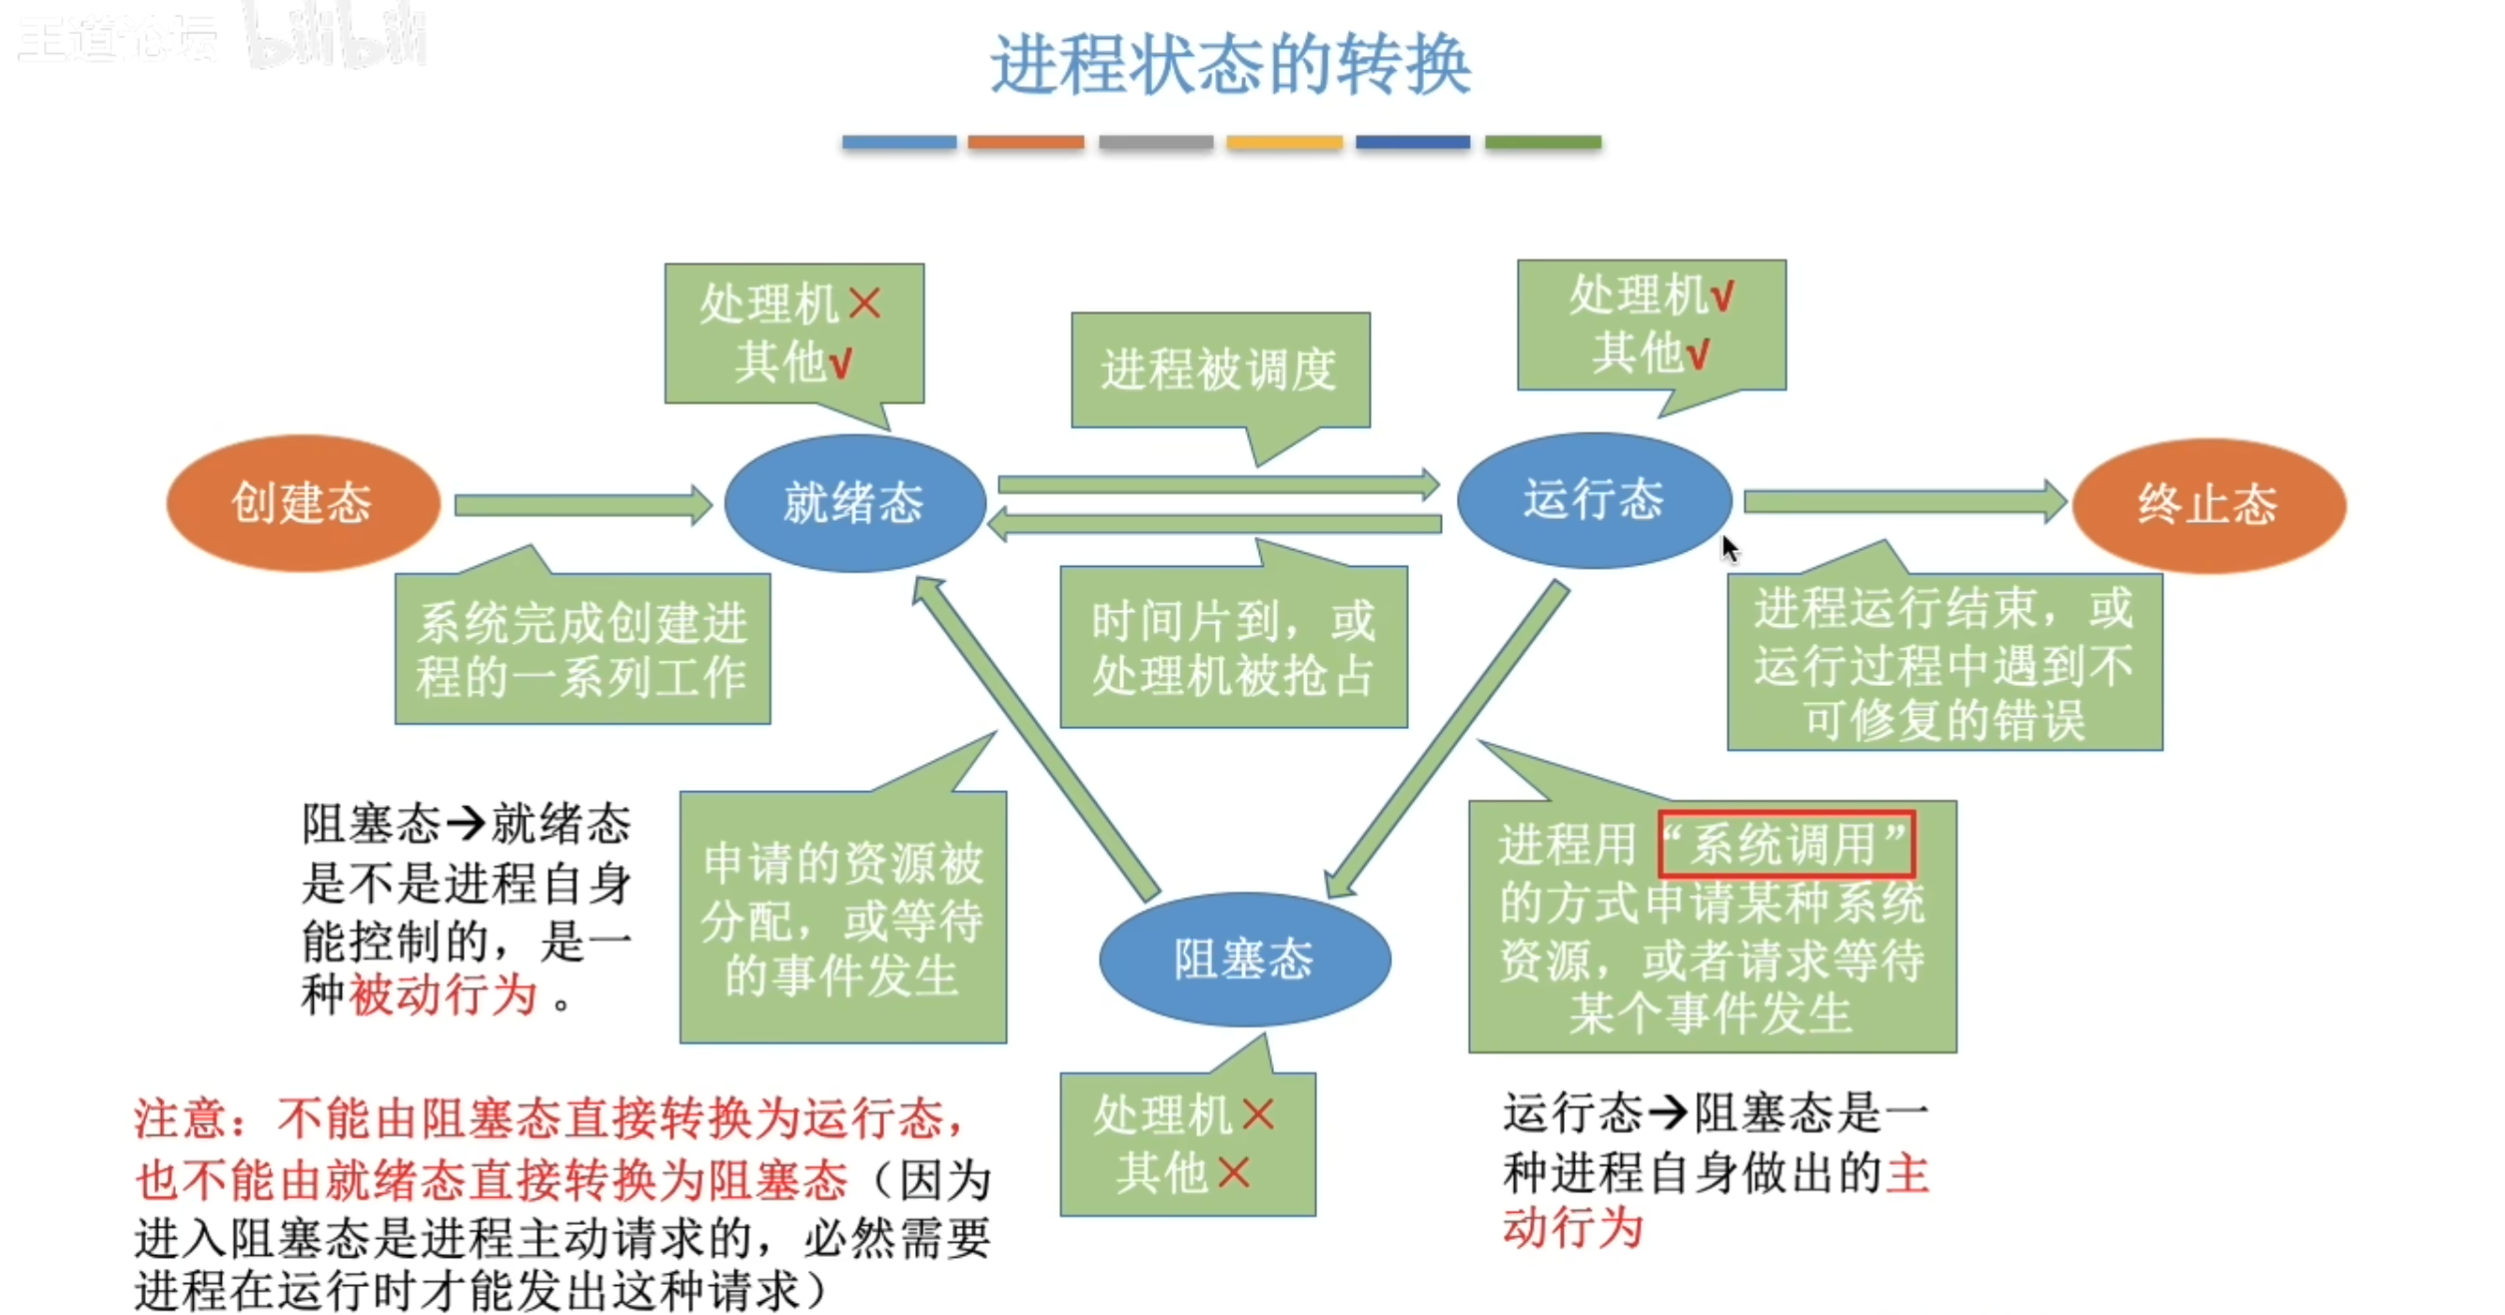 王道论坛 bilibili
进程状态的转换
处理机×
其他√
进程被调度
处理机√
其他√
创建态
就绪态
运行态
终止态
系统完成创建进
程的一系列工作
时间片到，或
处理机被抢占
进程运行结束，或
运行过程中遇到不
可修复的错误
阻塞态→就绪态
是不是进程自身
能控制的，是一
种被动行为。
申请的资源被
分配，或等待
的事件发生
进程用“系统调用”
的方式申请某种系统
资源，或者请求等待
某个事件发生
阻塞态
处理机×
其他×
注意：不能由阻塞态直接转换为运行态，
也不能由就绪态直接转换为阻塞态（因为
进入阻塞态是进程主动请求的，必然需要
进程在运行时才能发出这种请求）
运行态→阻塞态是一
种进程自身做出的主
动行为